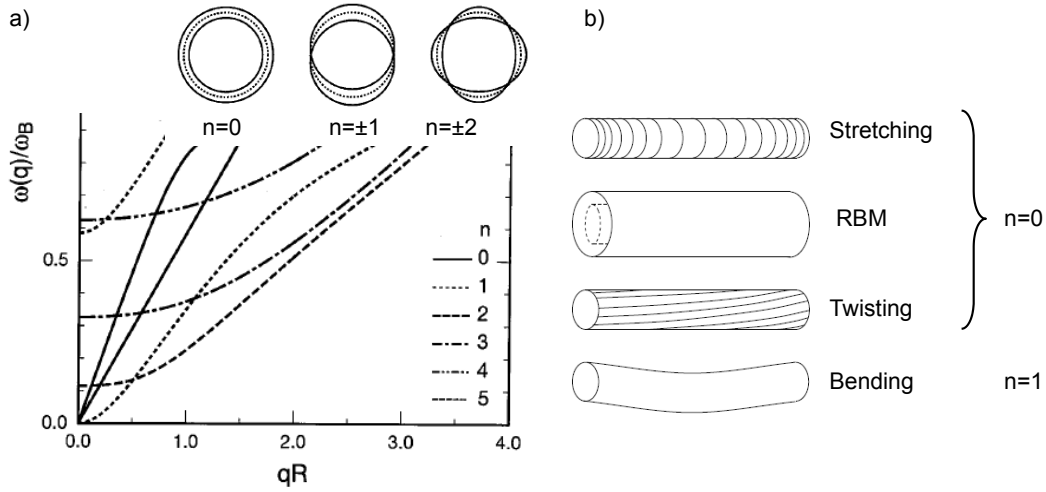 a)
n=0
n=±1
n=±2
ω(q)/ω_B
0.5
0.0
n
0
1
2
3
4
5
0.0
1.0
2.0
3.0
4.0
qR
b)
Stretching
RBM
Twisting
Bending
n=0
n=1